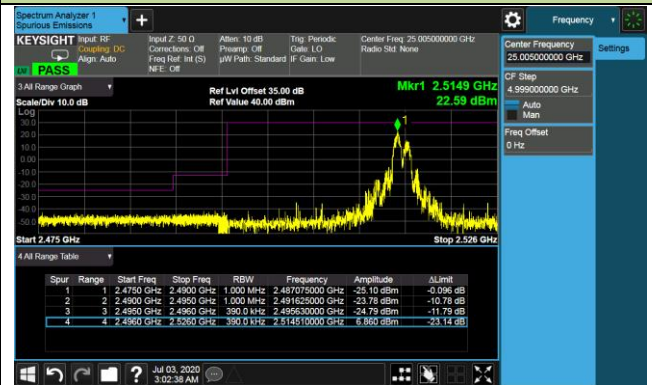 Spectrum Analyzer 1
Spurious Emissions
Frequency
KEYSIGHT
Input: RF
Coupling: DC
Align: Auto
Input Z: 50 Ω
Corrections: Off
Freq Ref: Int (S)
NFE: Off
Atten: 10 dB
Preamp: Off
µW Path: Standard
Trig: Periodic
Gate: LO
IF Gain: Low
Center Freq: 25.005000000 GHz
Radio Std: None
PASS
Center Frequency
25.005000000 GHz
Settings
CF Step
4.999000000 GHz
Auto
Man
Freq Offset
0 Hz
3 All Range Graph
Scale/Div 10.0 dB
Ref Lvl Offset 35.00 dB
Ref Value 40.00 dBm
Mkr1 2.5149 GHz
22.59 dBm
Log
30.0
20.0
10.0
0.00
-10.0
-20.0
-30.0
-40.0
-50.0
1
Start 2.475 GHz
Stop 2.526 GHz
4 All Range Table
Spur Range Start Freq Stop Freq RBW Frequency Amplitude ΔLimit
1 1 2.4750 GHz 2.4900 GHz 1.000 MHz 2.487075000 GHz -25.10 dBm -0.096 dB
2 2 2.4900 GHz 2.4950 GHz 1.000 MHz 2.491625000 GHz -23.78 dBm -10.78 dB
3 3 2.4950 GHz 2.4960 GHz 390.0 kHz 2.495630000 GHz -24.79 dBm -11.79 dB
4 4 2.4960 GHz 2.5260 GHz 390.0 kHz 2.514510000 GHz 6.860 dBm -23.14 dB
?
Jul 03, 2020
3:02:38 AM